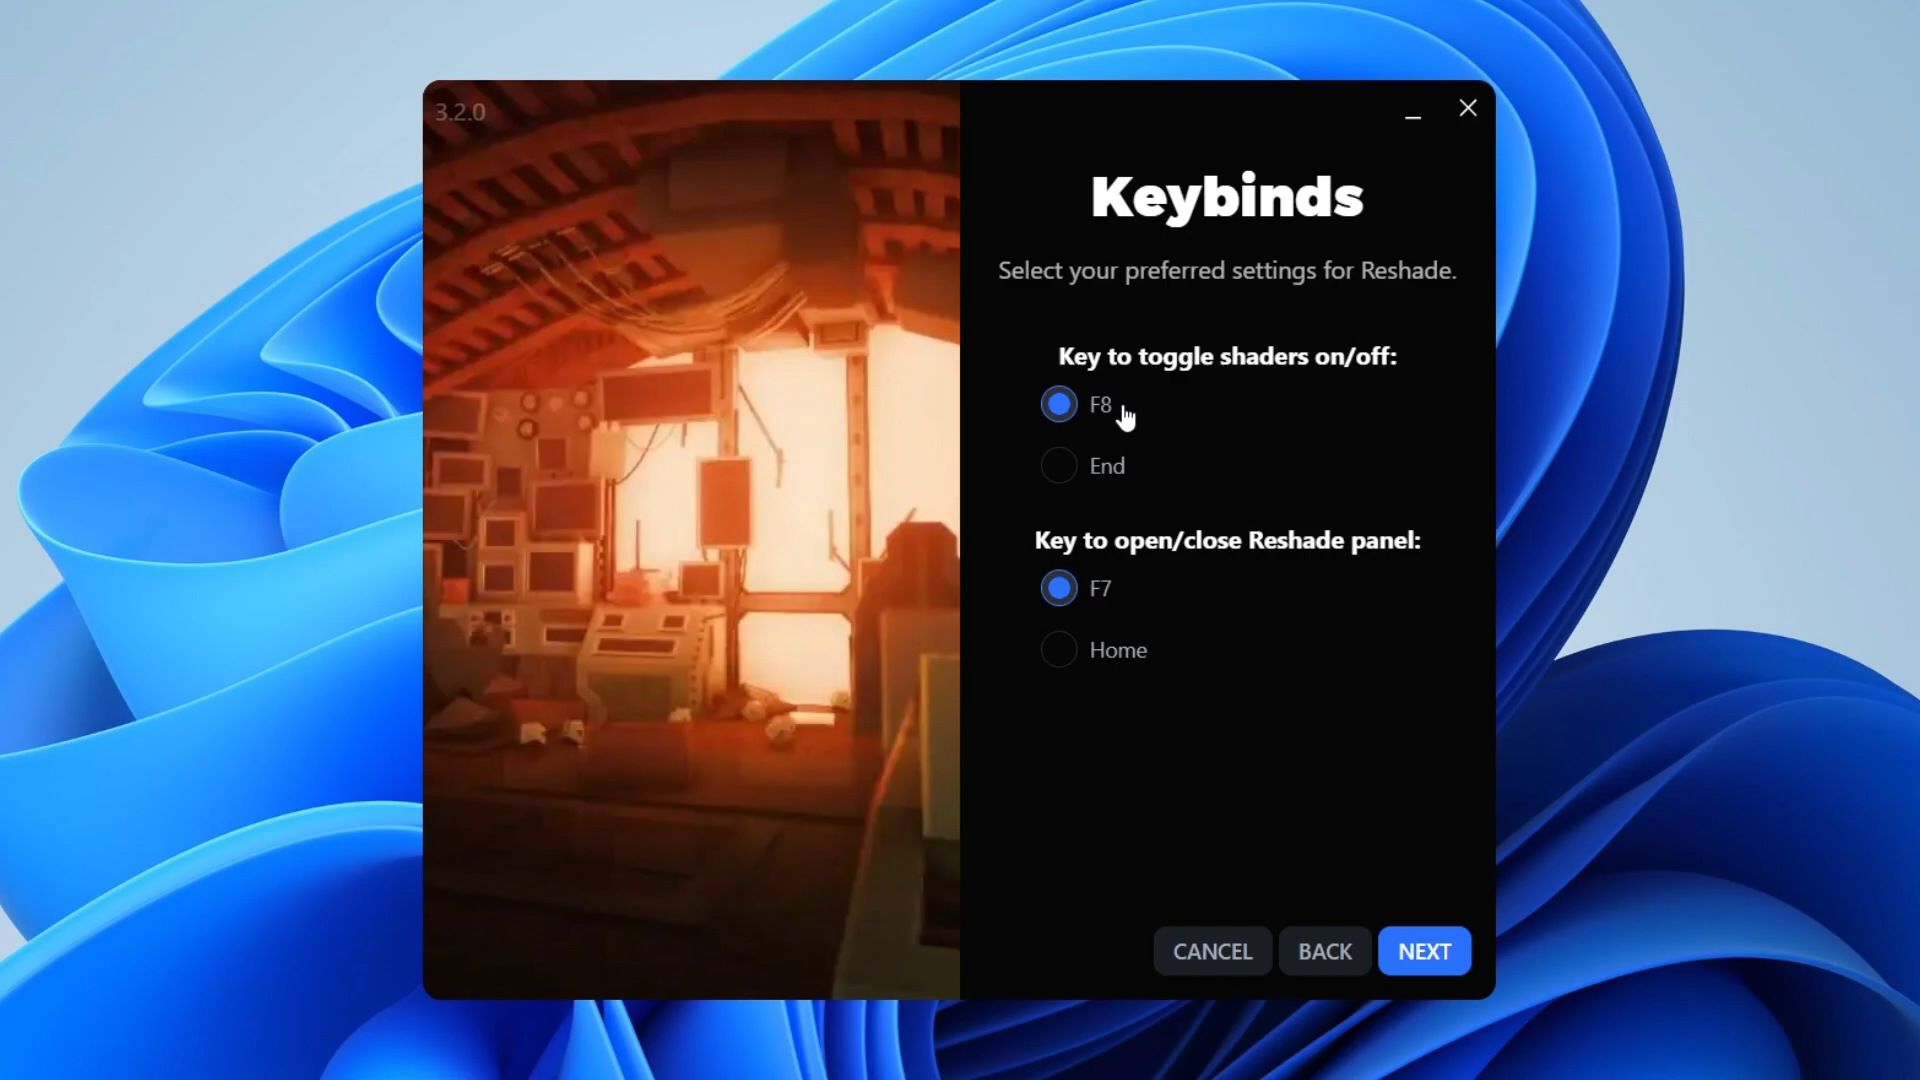 3.2.0
Keybinds
Select your preferred settings for Reshade.
Key to toggle shaders on/off:
F8
End
Key to open/close Reshade panel:
F7
Home
CANCEL BACK NEXT